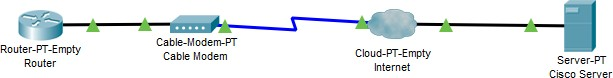 Router-PT-Empty
Router
Cable-Modem-PT
Cable Modem
Cloud-PT-Empty
Internet
Server-PT
Cisco Server